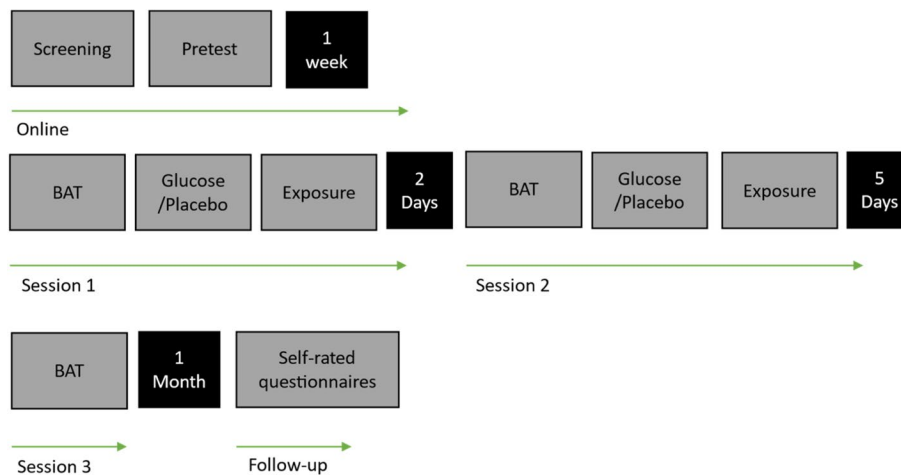 Screening
Pretest
1
week
Online
BAT
Glucose
/Placebo
Exposure
2
Days
BAT
Glucose
/Placebo
Exposure
5
Days
Session 1
Session 2
BAT
1
Month
Self-rated
questionnaires
Session 3
Follow-up